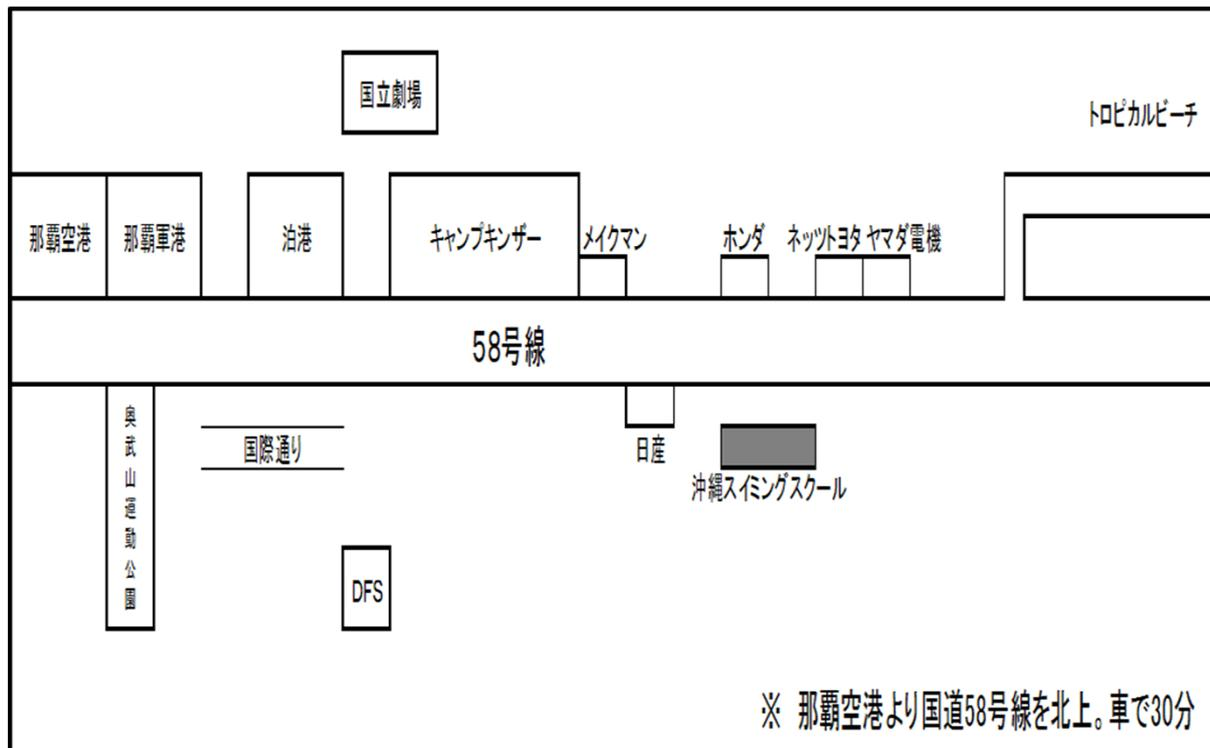 国立劇場
トロピカルビーチ
那覇空港
那覇軍港
泊港
キャンプキンザー
メイクマン
ホンダ
ネッツトヨタ
ヤマダ電機
58号線
奥武山運動公園
国際通り
日産
沖縄スイミングスクール
DFS
※ 那覇空港より国道58号線を北上。車で30分